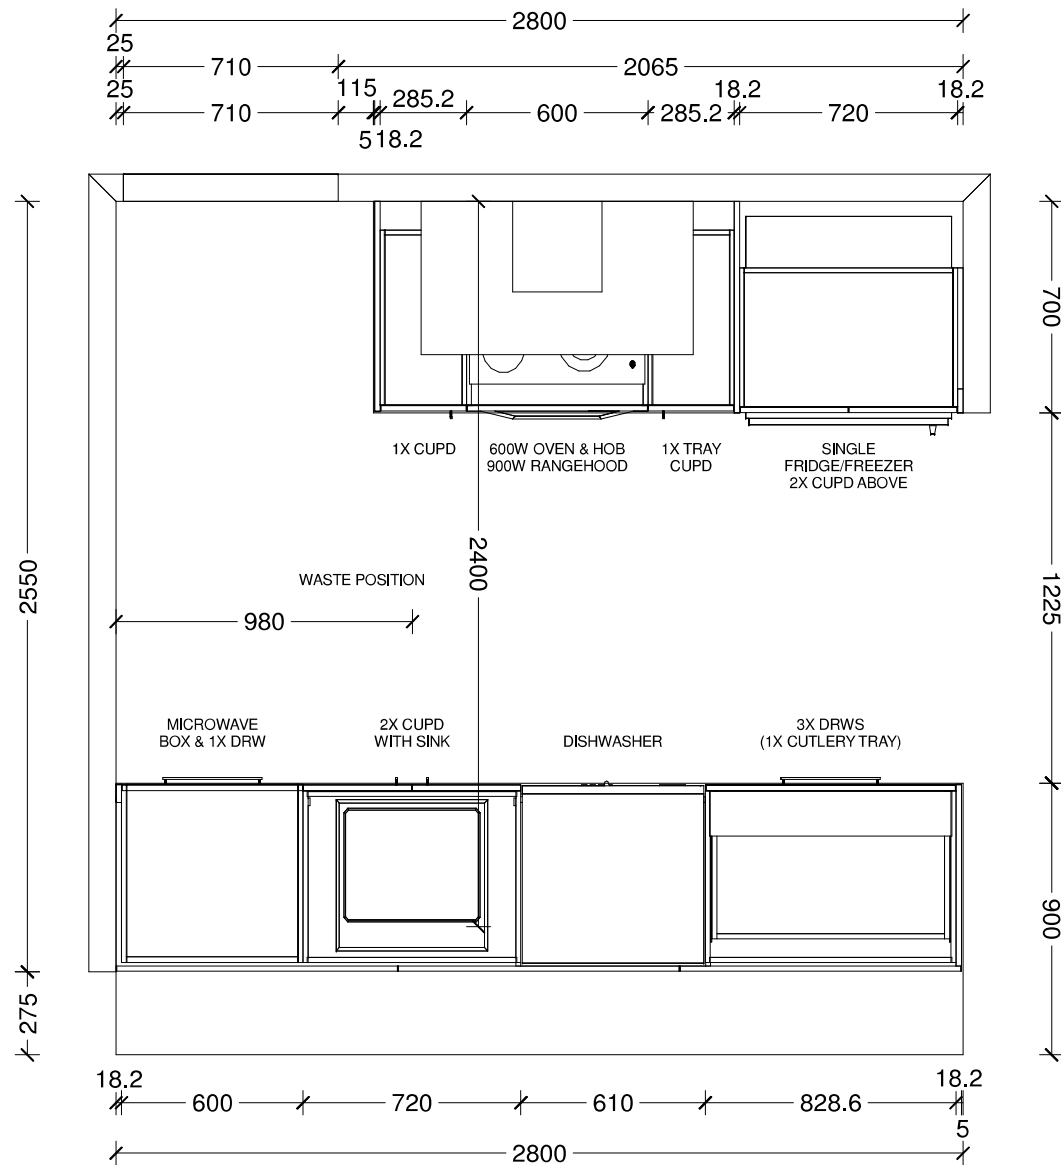 2800
25
710
2065
25
710
115
285.2
600
285.2
18.2
720
18.2
5
18.2
700
1X CUPD
600W OVEN & HOB
900W RANGEHOOD
1X TRAY
CUPD
SINGLE
FRIDGE/FREEZER
2X CUPD ABOVE
2400
2550
1225
WASTE POSITION
980
MICROWAVE
BOX & 1X DRW
2X CUPD
WITH SINK
DISHWASHER
3X DRWS
(1X CUTLERY TRAY)
900
275
18.2
600
720
610
828.6
18.2
5
2800